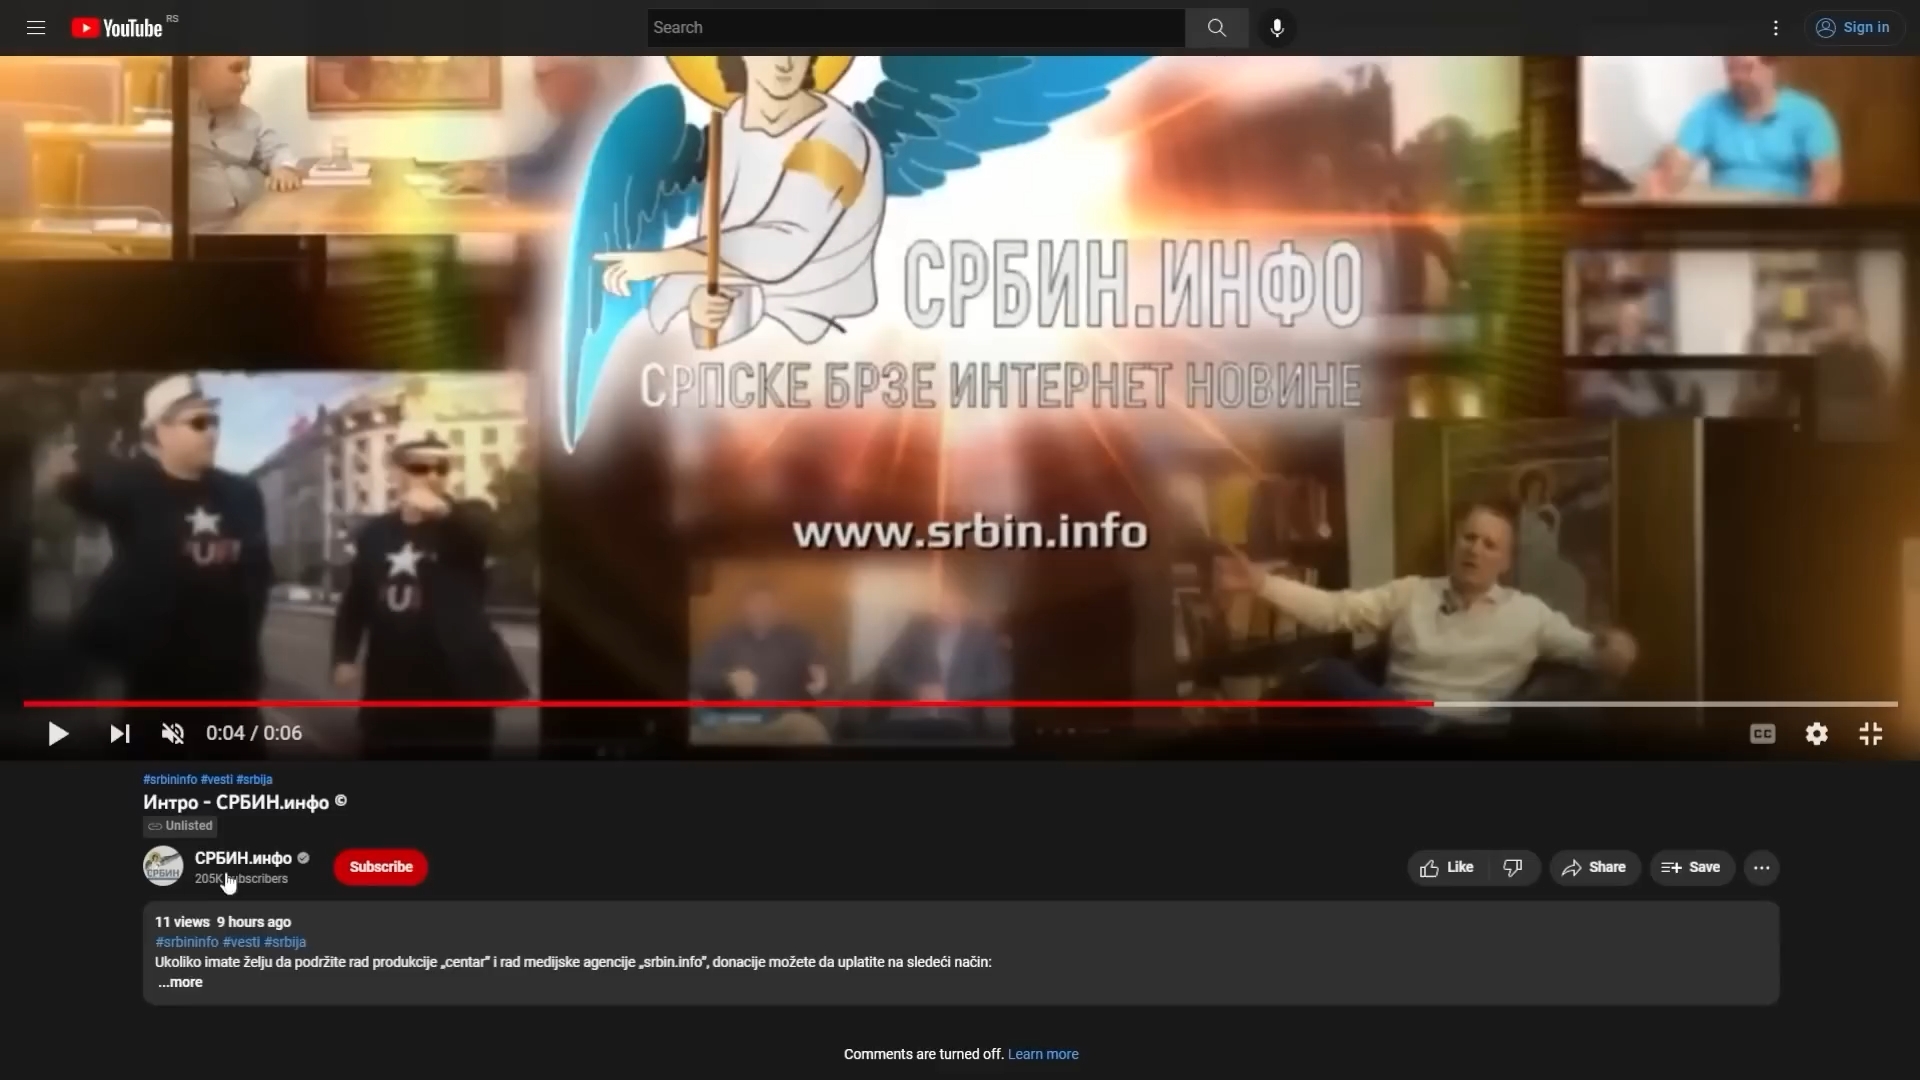 YouTube RS
Search
Sign in
СРБИН.ИНФО
СРПСКЕ БРЗЕ ИНТЕРНЕТ НОВИНЕ
www.srbin.info
0:04 / 0:06
CC
#srbininfo #vesti #srbija
Интро - СРБИН.инфо ©
Unlisted
СРБИН
СРБИН.инфо
205K
Subscribe
Like
Share
Save
11 views 9 hours ago
#srbininfo #vesti #srbija
Ukoliko imate želju da podržite rad produkcije „centar” i rad medijske agencije „srbin.info”, donacije možete da uplatite na sledeći način:
...more
Comments are turned off. Learn more